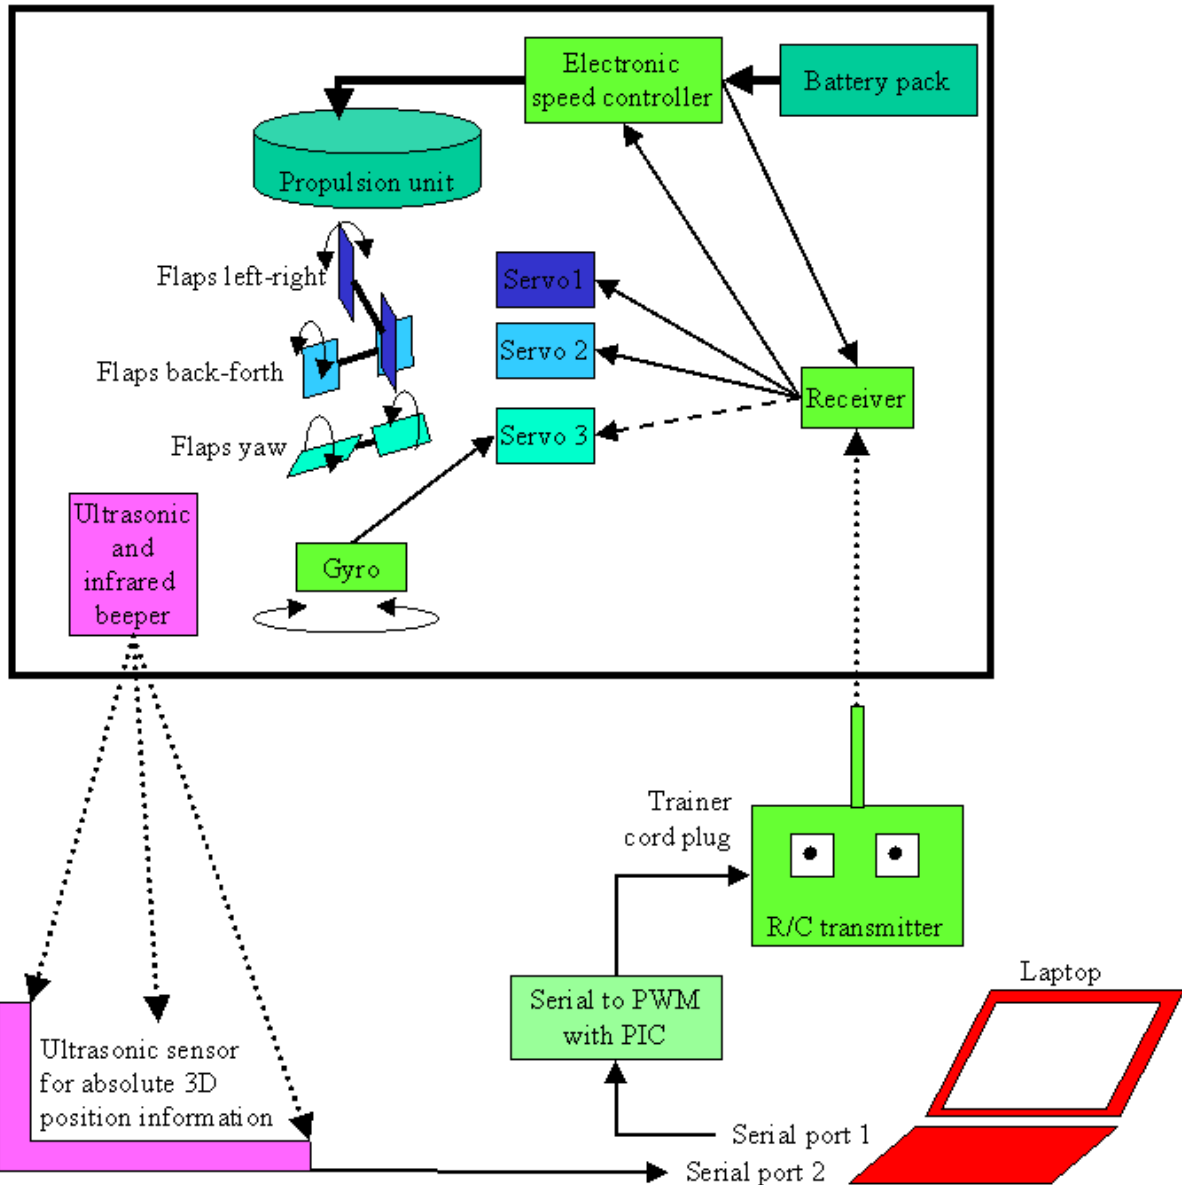 Electronic
speed controller
Battery pack
Propulsion unit
Flaps left-right
Servo1
Servo 2
Flaps back-forth
Receiver
Servo 3
Flaps yaw
Ultrasonic
and
infrared
beeper
Gyro
Trainer
cord plug
R/C transmitter
Laptop
Serial to PWM
with PIC
Ultrasonic sensor
for absolute 3D
position information
Serial port 1
Serial port 2